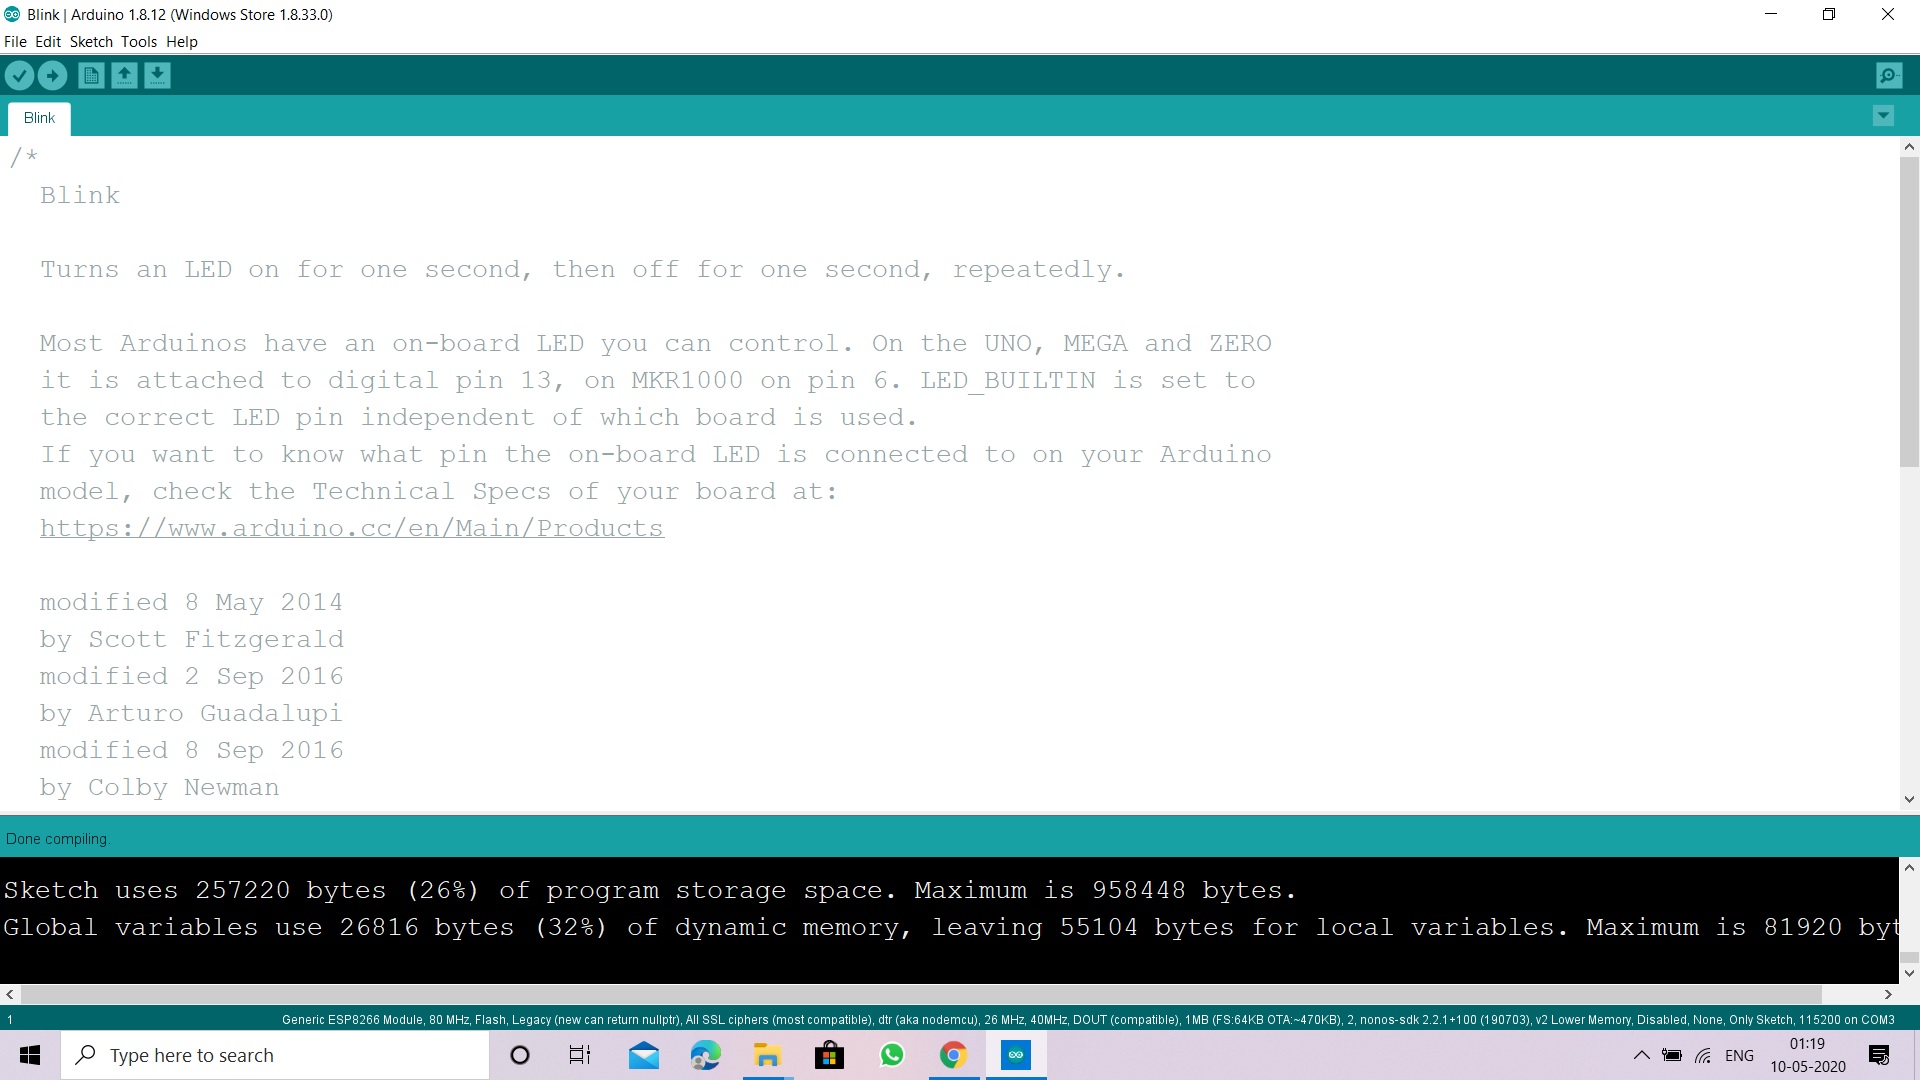 Blink | Arduino 1.8.12 (Windows Store 1.8.33.0)
File Edit Sketch Tools Help
Blink
/*
Blink
Turns an LED on for one second, then off for one second, repeatedly.
Most Arduinos have an on-board LED you can control. On the UNO, MEGA and ZERO
it is attached to digital pin 13, on MKR1000 on pin 6. LED_BUILTIN is set to
the correct LED pin independent of which board is used.
If you want to know what pin the on-board LED is connected to on your Arduino
model, check the Technical Specs of your board at:
https://www.arduino.cc/en/Main/Products
modified 8 May 2014
by Scott Fitzgerald
modified 2 Sep 2016
by Arturo Guadalupi
modified 8 Sep 2016
by Colby Newman
Done compiling.
Sketch uses 257220 bytes (26%) of program storage space. Maximum is 958448 bytes.
Global variables use 26816 bytes (32%) of dynamic memory, leaving 55104 bytes for local variables. Maximum is 81920 byt
1
Generic ESP8266 Module, 80 MHz, Flash, Legacy (new can return nullptr), All SSL ciphers (most compatible), dtr (aka nodemcu), 26 MHz, 40MHz, DOUT (compatible), 1MB (FS:64KB OTA:~470KB), 2, nonos-sdk 2.2.1+100 (190703), v2 Lower Memory, Disabled, None, Only Sketch, 115200 on COM3
Type here to search
ENG
01:19
10-05-2020